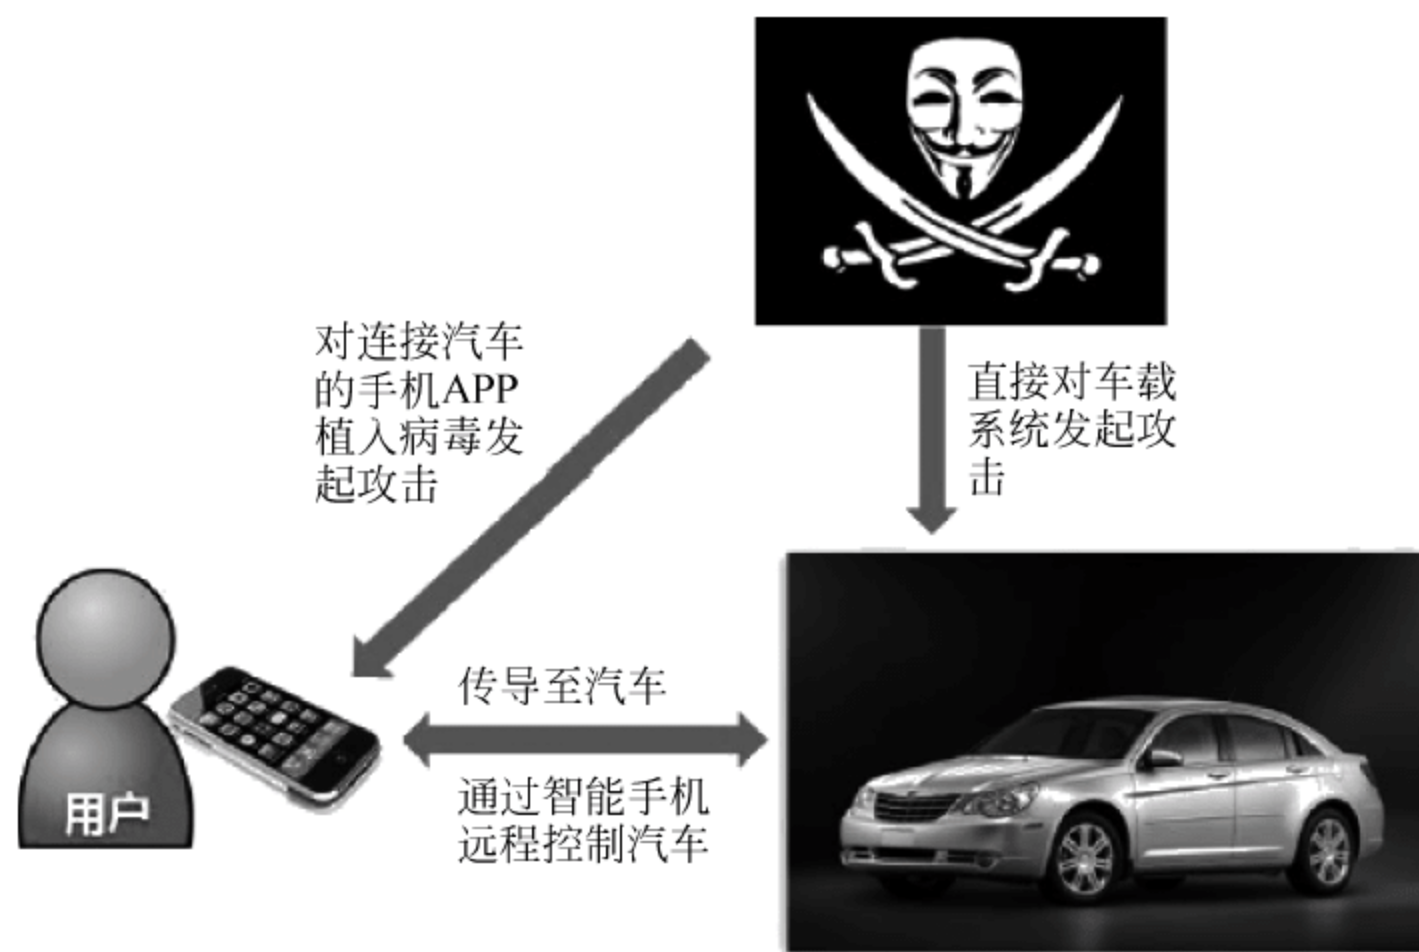 对连接汽车
的手机APP
植入病毒发
起攻击
直接对车载
系统发起攻
击
传导至汽车
通过智能手机
远程控制汽车
用户